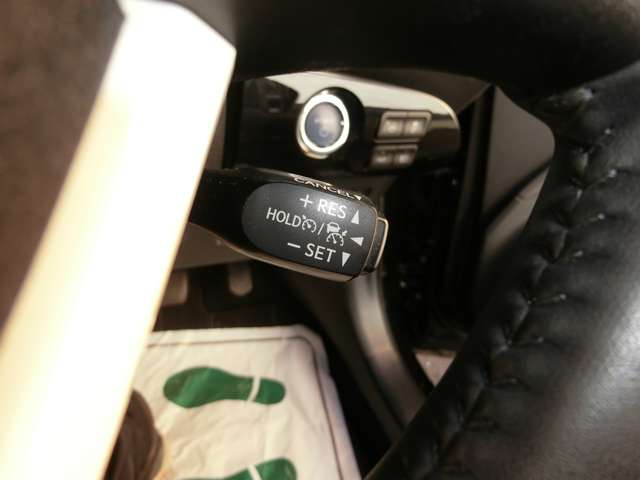 CANCEL
+ RES
HOLD /
– SET